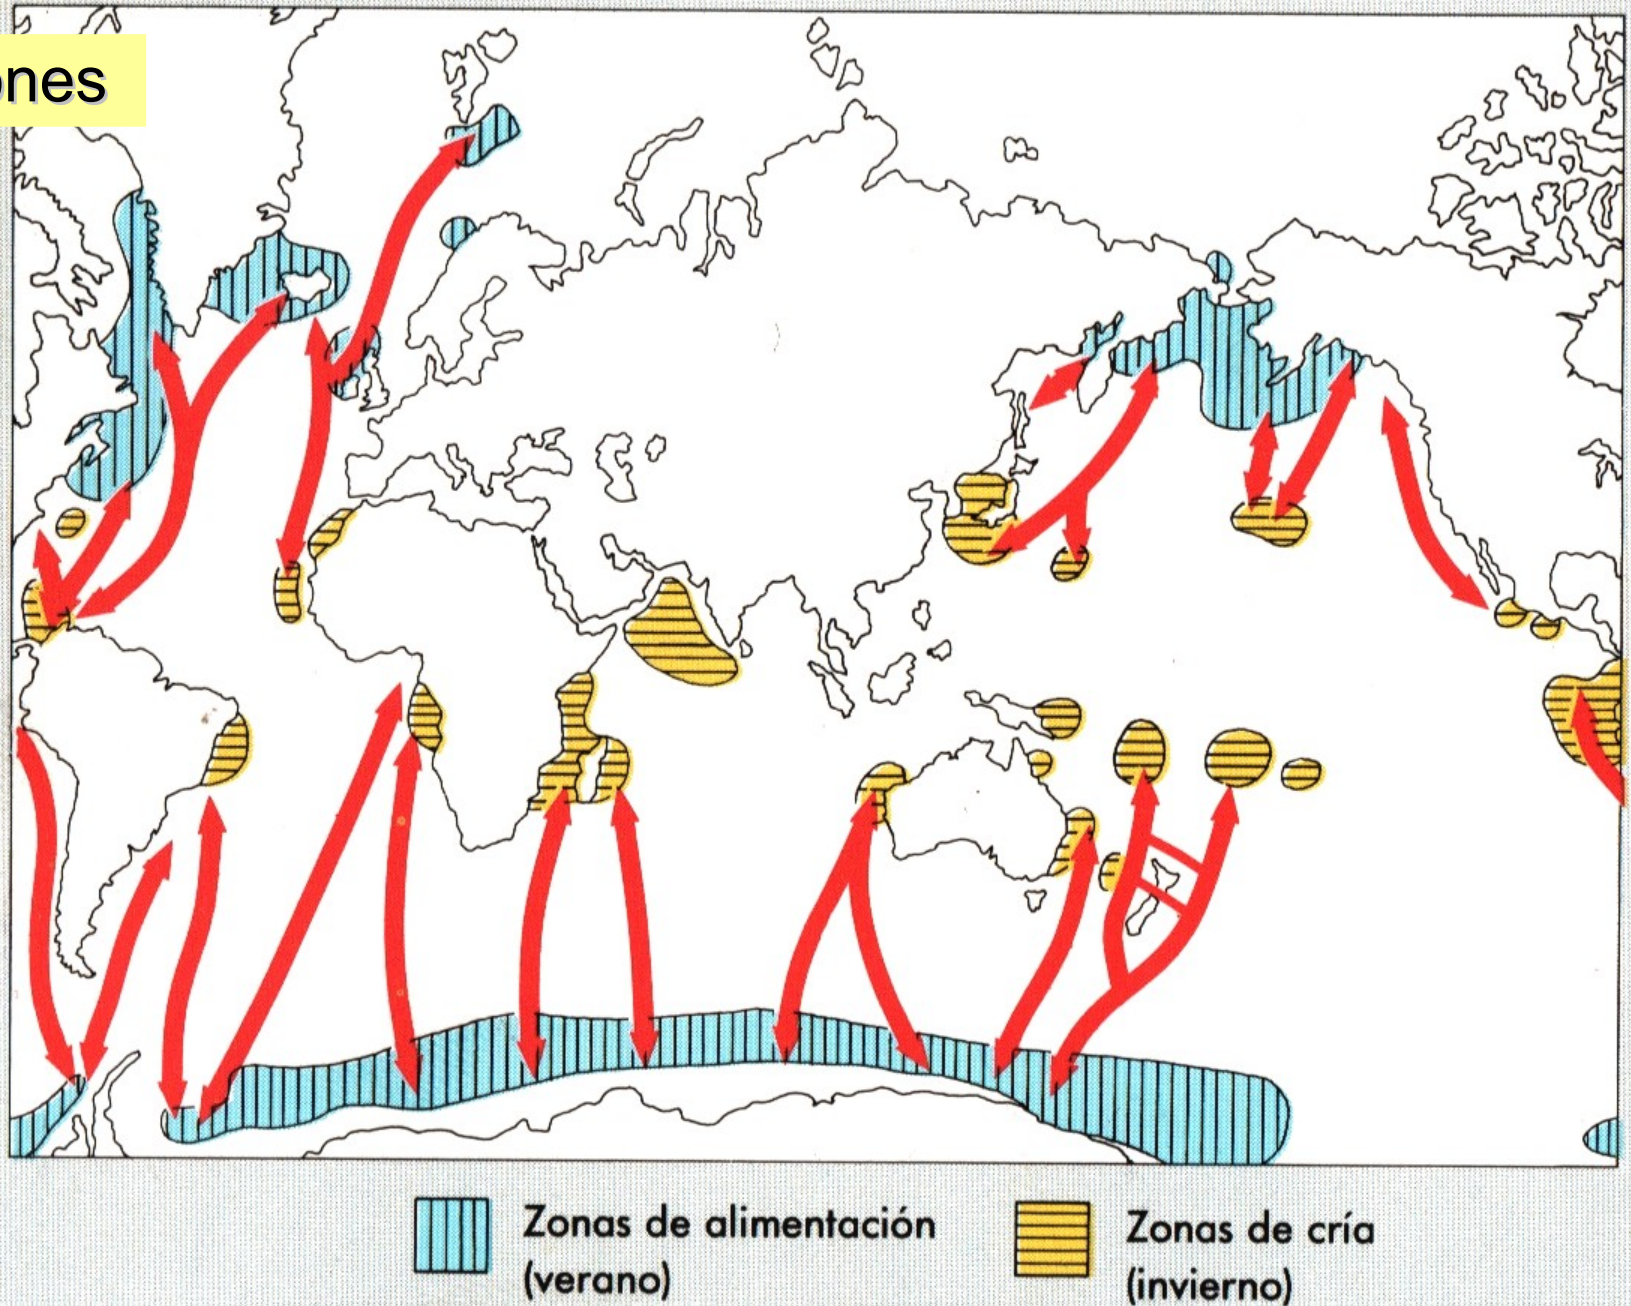 ones
Zonas de alimentación
(verano)
Zonas de cría
(invierno)